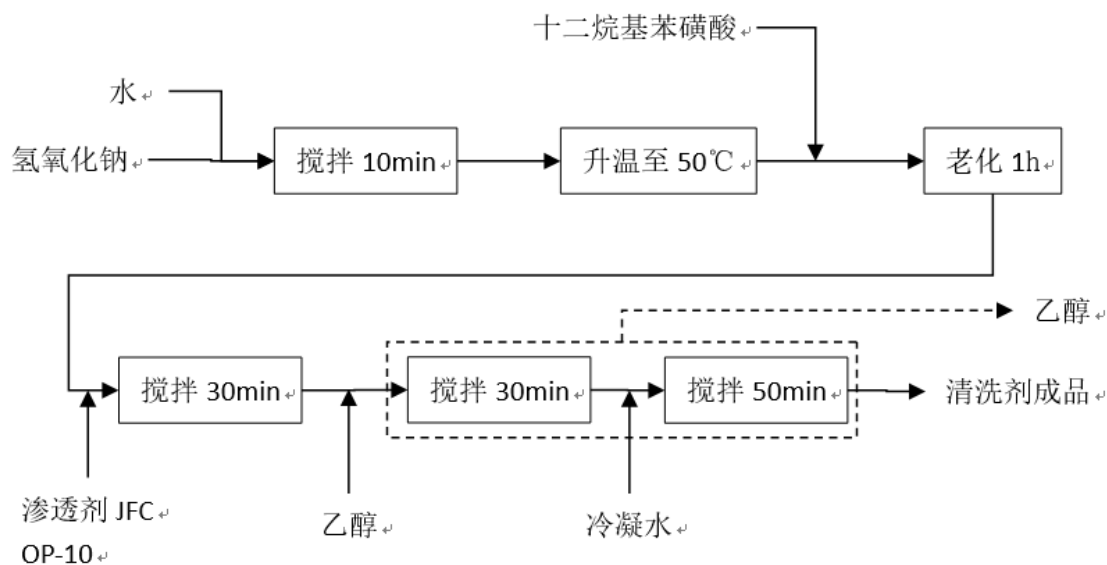 十二烷基苯磺酸
水
氢氧化钠
搅拌 10min
升温至 50℃
老化 1h
乙醇
搅拌 30min
搅拌 30min
搅拌 50min
清洗剂成品
渗透剂 JFC
OP-10
乙醇
冷凝水